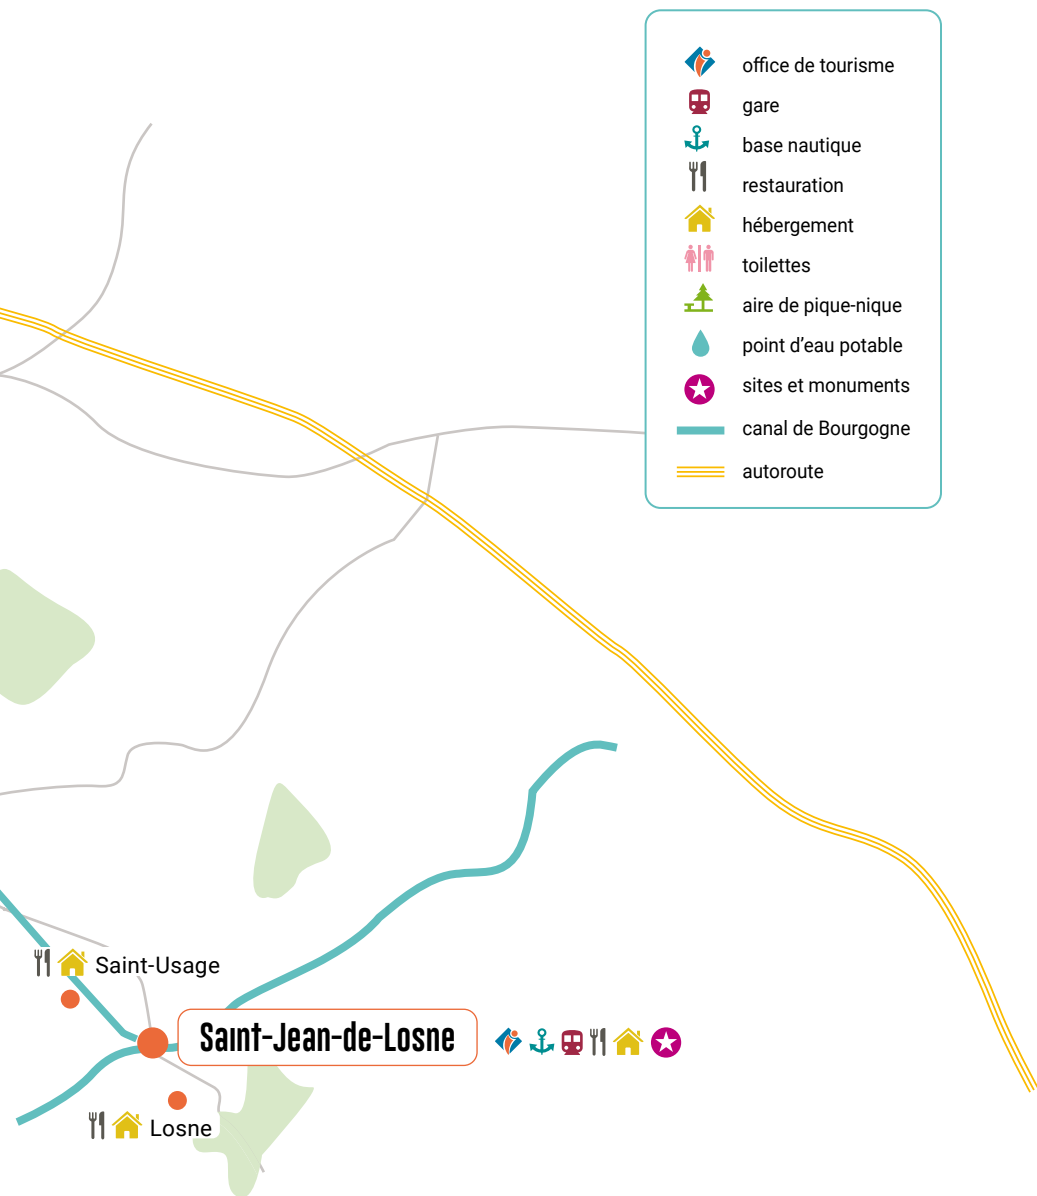 office de tourisme
gare
base nautique
restauration
hébergement
toilettes
aire de pique-nique
point d’eau potable
sites et monuments
canal de Bourgogne
autoroute
Saint-Usage
Saint-Jean-de-Losne
Losne